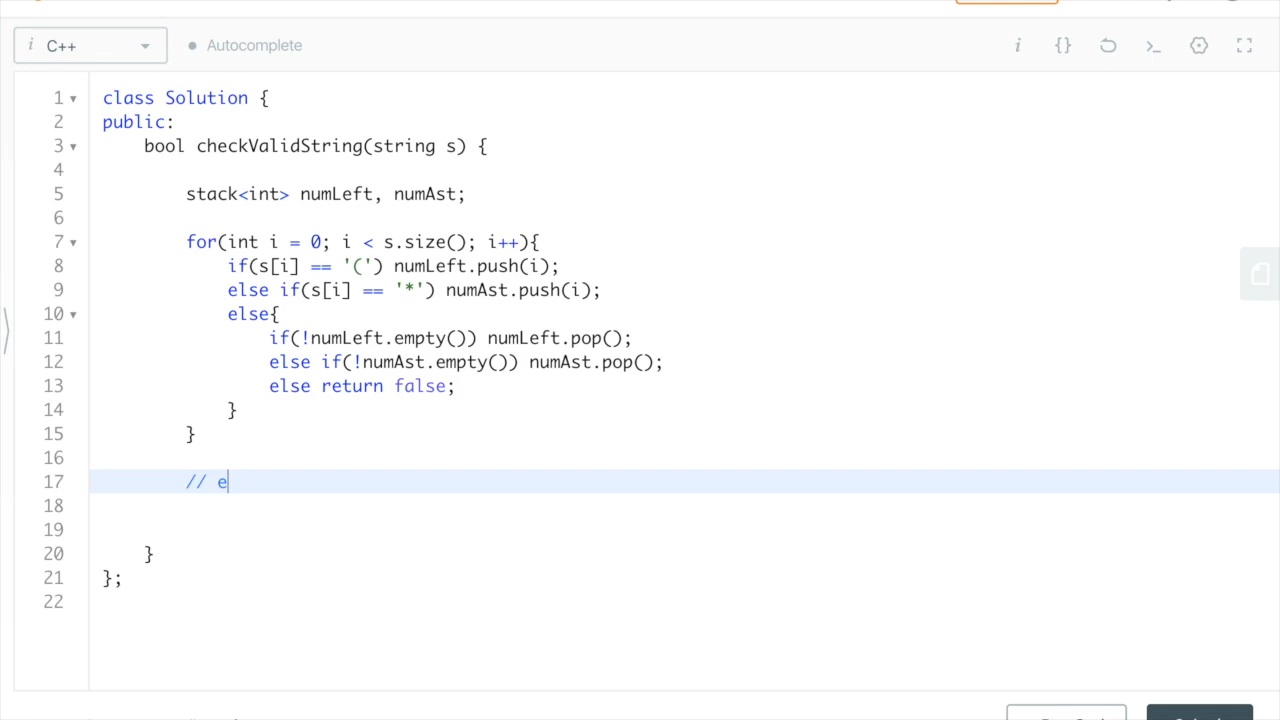 i C++ Autocomplete i {} >_
1 class Solution {
2 public:
3 bool checkValidString(string s) {
4
5 stack<int> numLeft, numAst;
6
7 for(int i = 0; i < s.size(); i++){
8 if(s[i] == '(') numLeft.push(i);
9 else if(s[i] == '*') numAst.push(i);
10 else{
11 if(!numLeft.empty()) numLeft.pop();
12 else if(!numAst.empty()) numAst.pop();
13 else return false;
14 }
15 }
16
17 // e
18
19
20 }
21 };
22